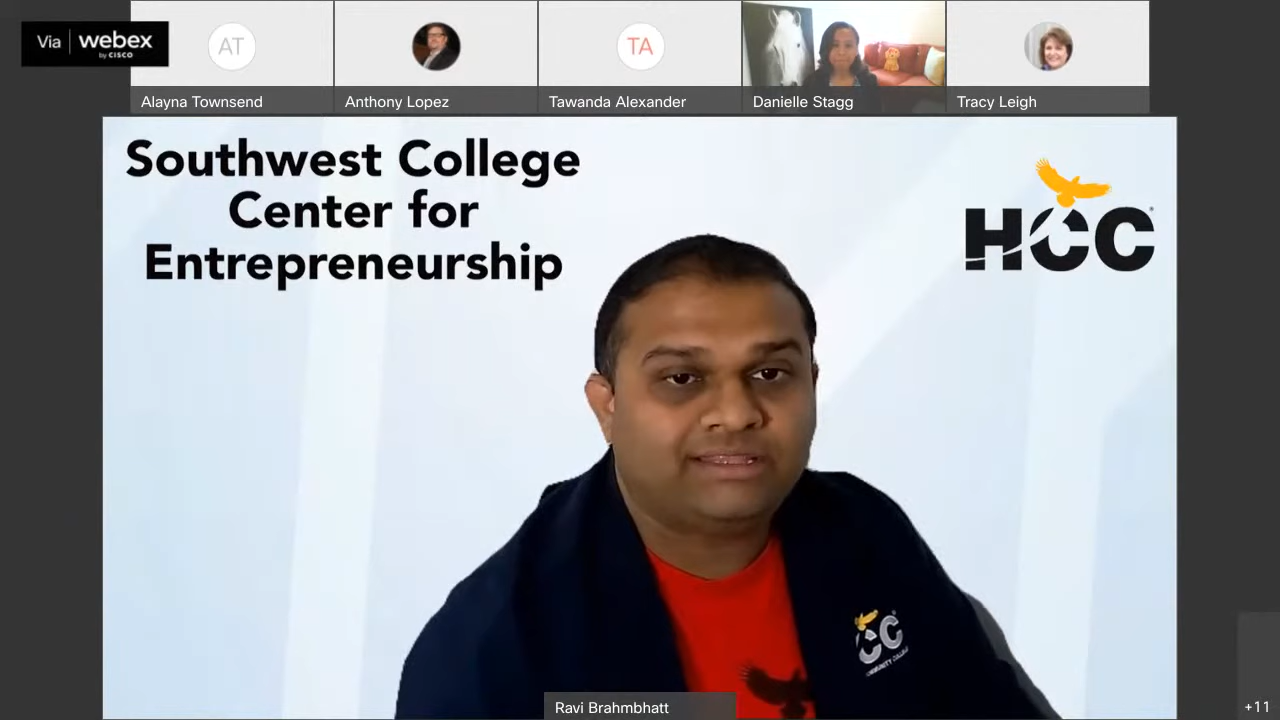 Via webex
by CISCO
AT
TA
Alayna Townsend
Anthony Lopez
Tawanda Alexander
Danielle Stagg
Tracy Leigh
Southwest College
Center for
Entrepreneurship
HCC
HCC
Ravi Brahmbhatt
+11